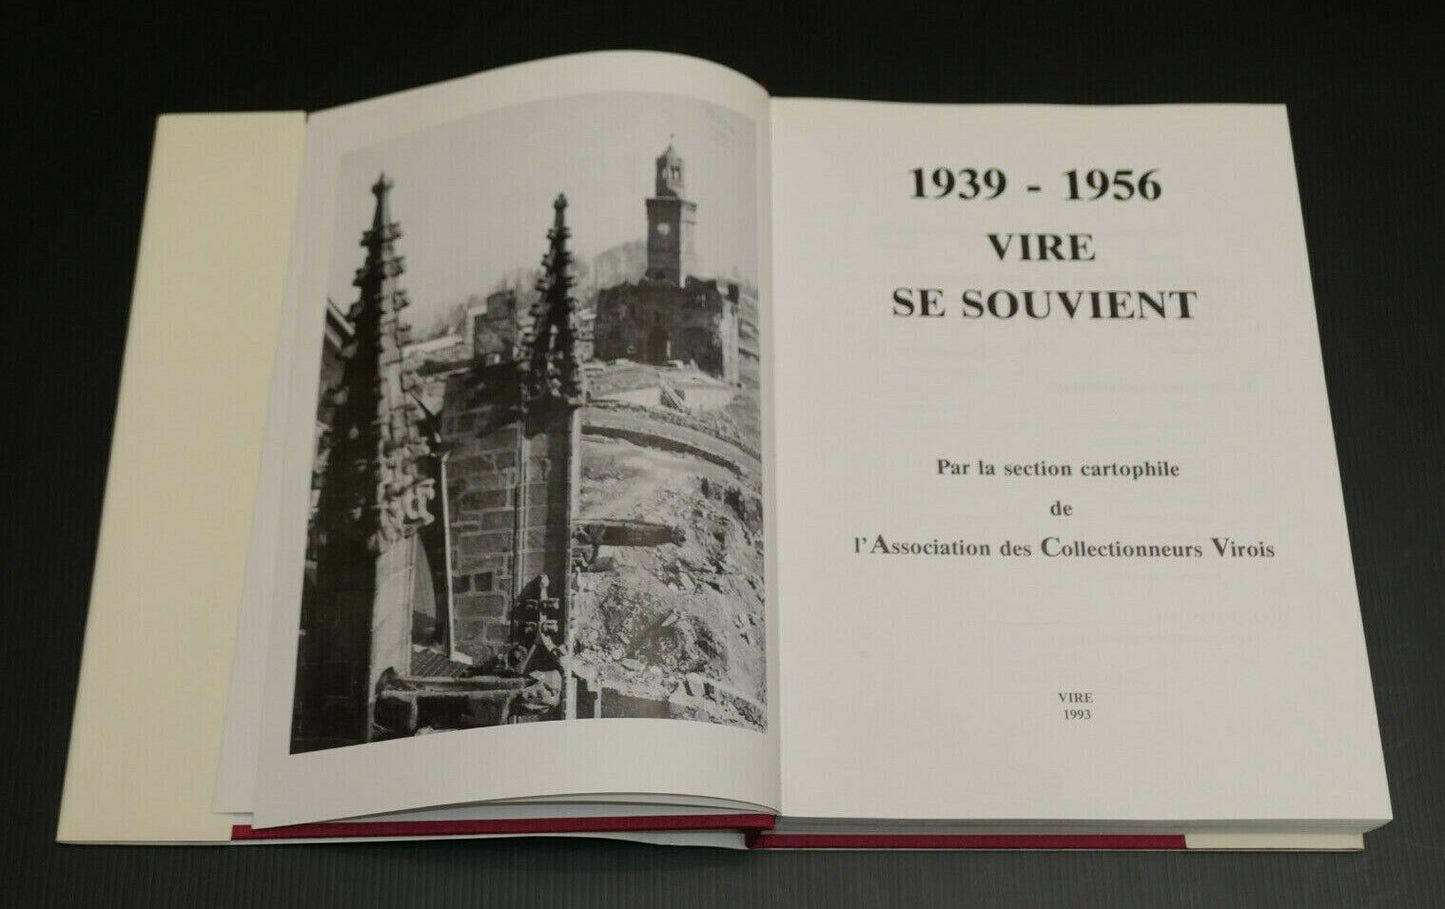 1939 - 1956
VIRE
SE SOUVIENT
Par la section cartophile
de
l'Association des Collectionneurs Virois
VIRE
1993